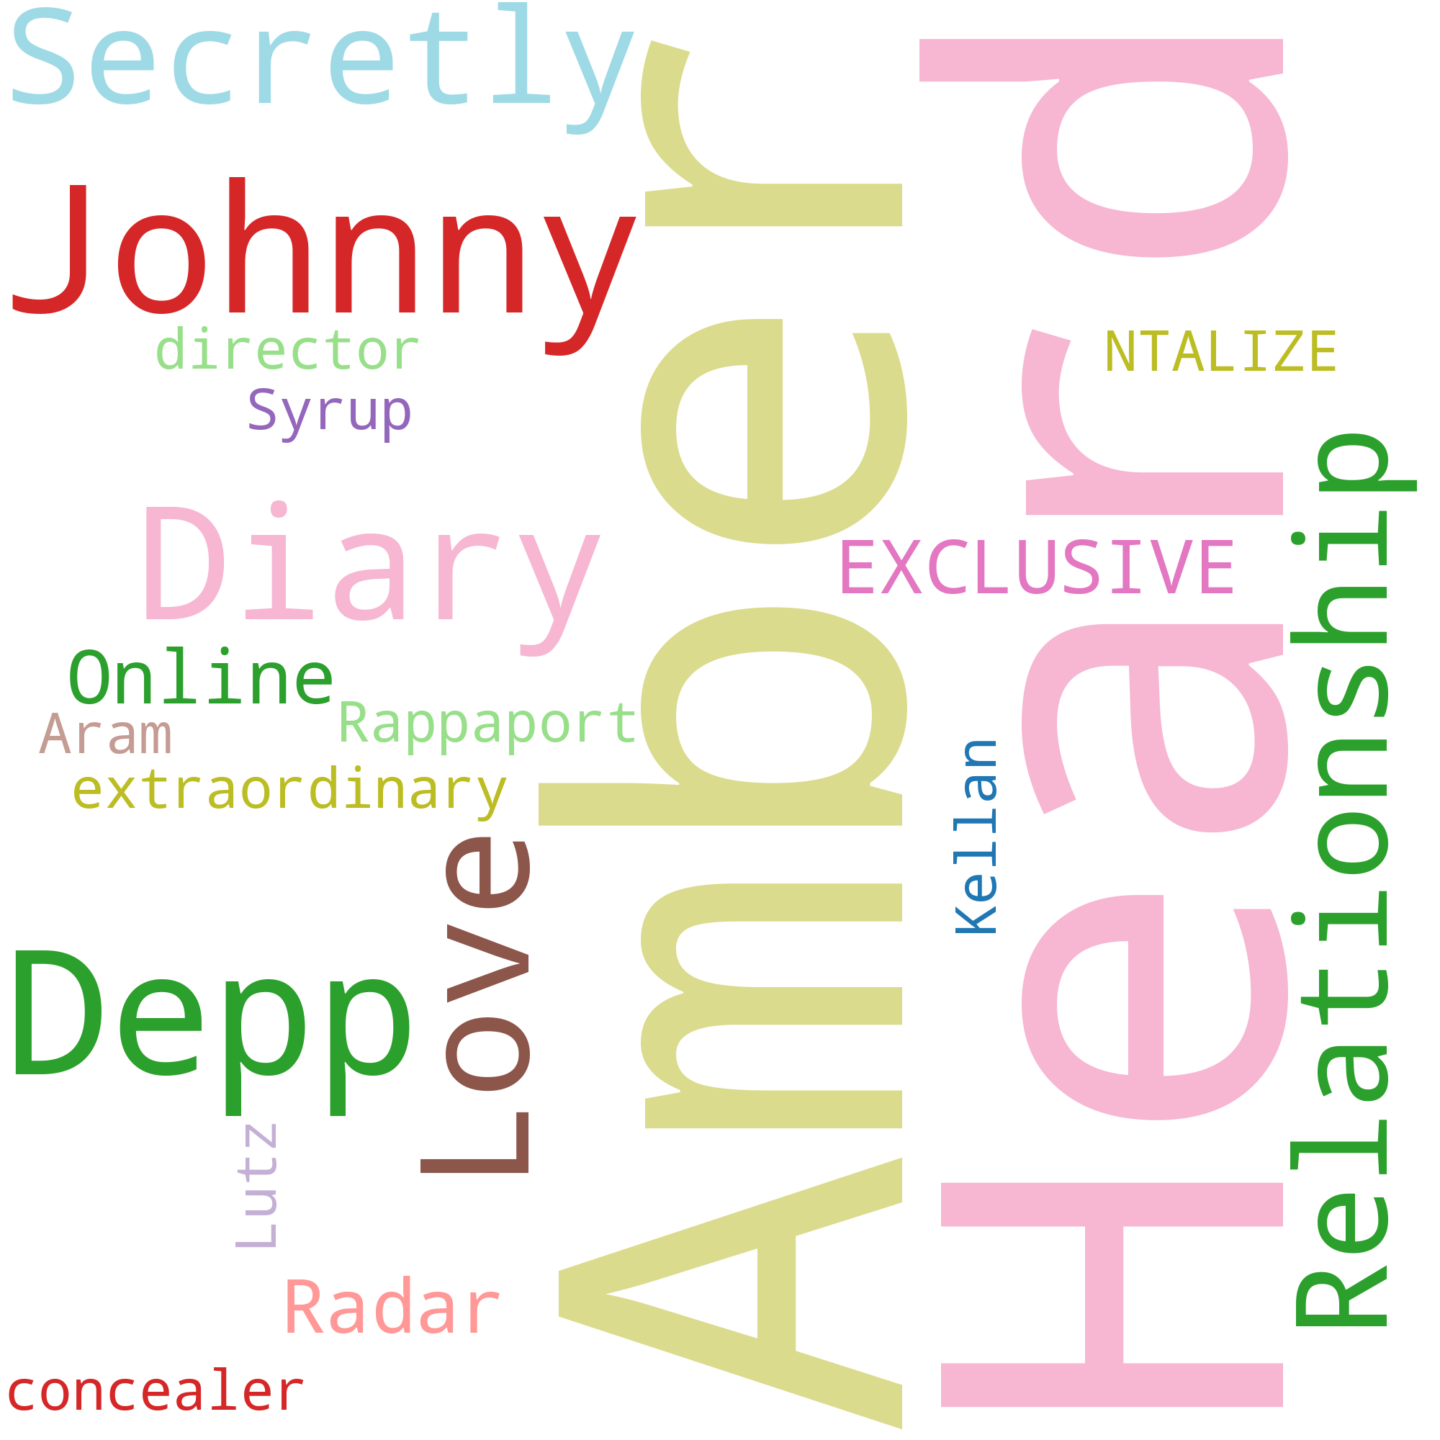 Secretly
Johnny
director
Syrup
Diary
Online
Aram
Rappaport
extraordinary
Love
Depp
Lutz
Radar
concealer
Amber
Heard
NTALIZE
EXCLUSIVE
Kellan
Relationship